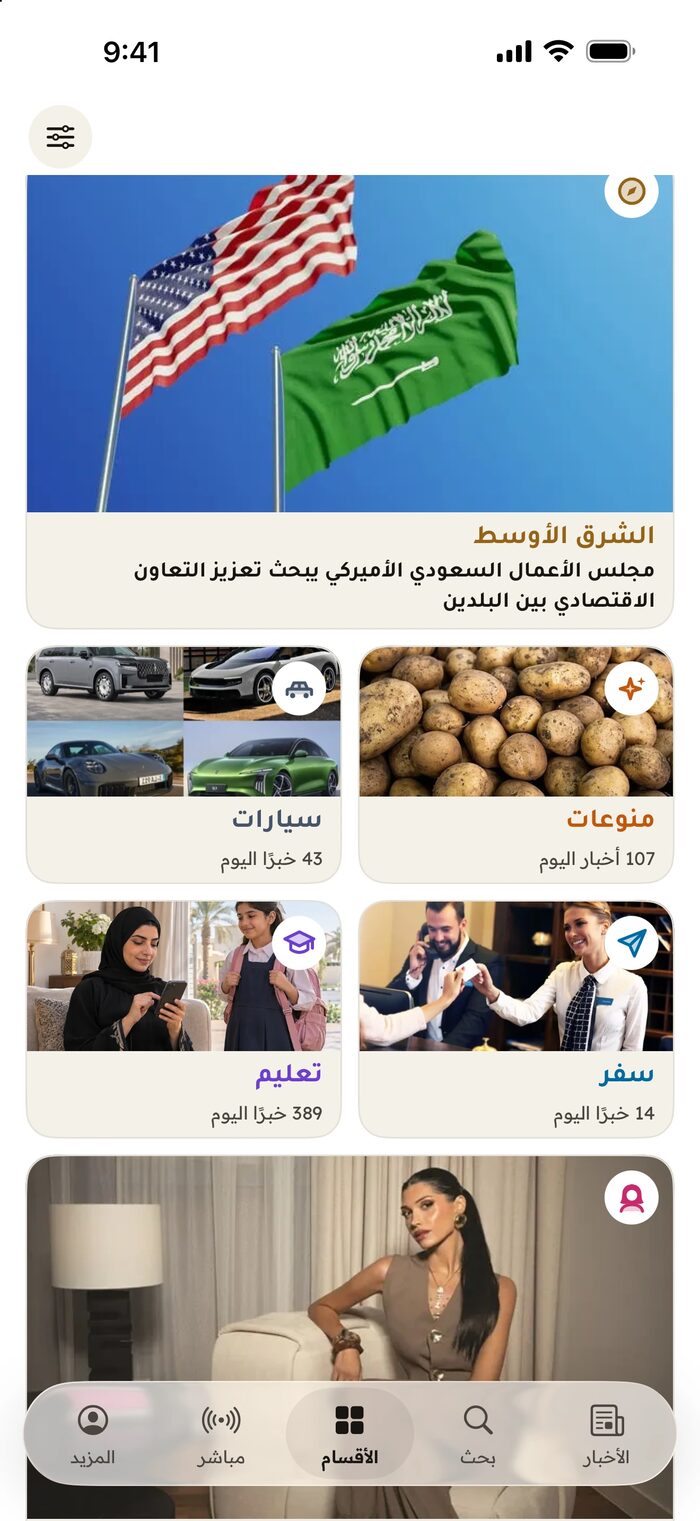 9:41
الشرق الأوسط
مجلس الأعمال السعودي الأميركي يبحث تعزيز التعاون
الاقتصادي بين البلدين
منوعات
107 أخبار اليوم
سيارات
43 خبرًا اليوم
سفر
14 خبرًا اليوم
تعليم
389 خبرًا اليوم
الأخبار
بحث
الأقسام
مباشر
المزيد